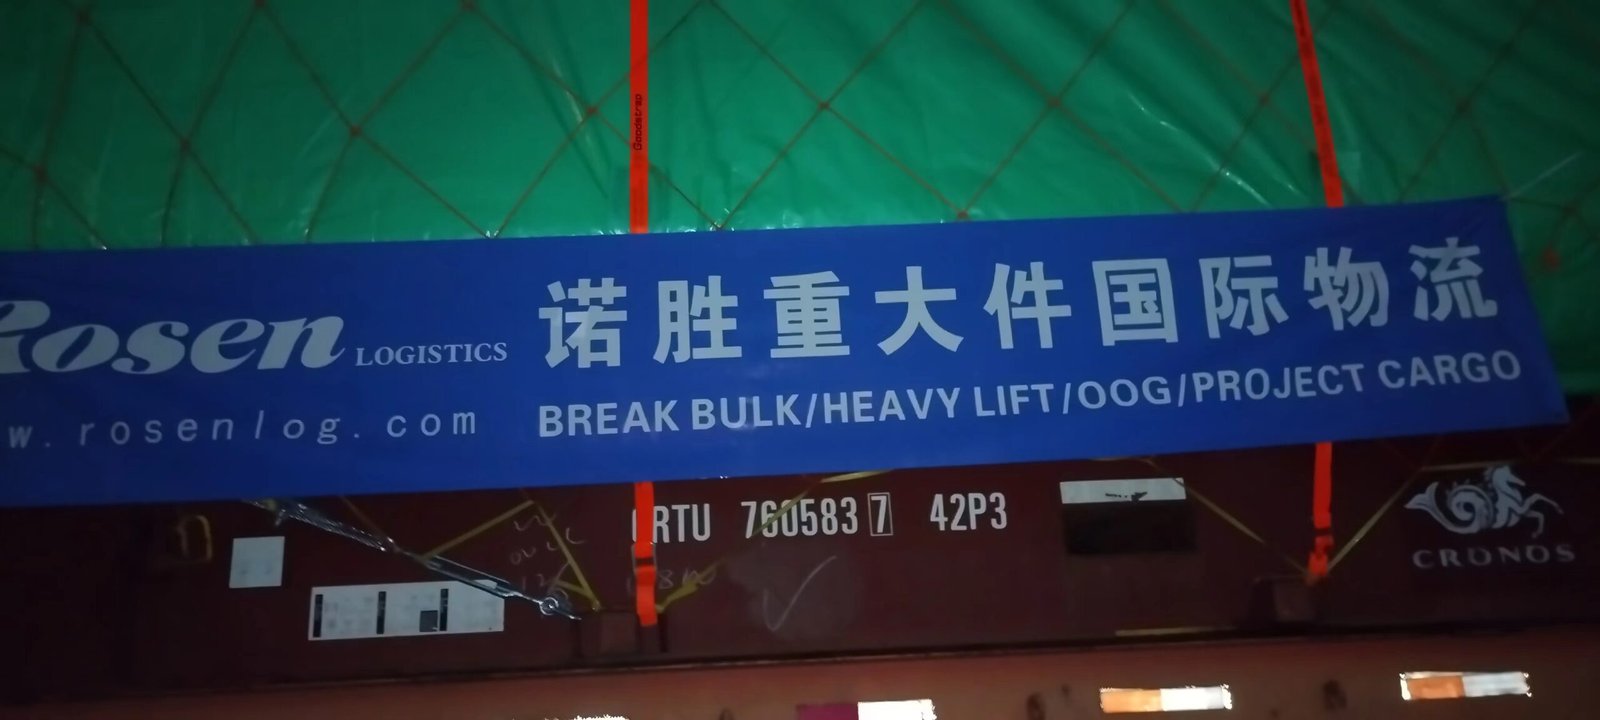 Goodstrap
Rosen LOGISTICS
诺胜重大件国际物流
w.rosenlog.com
BREAK BULK/HEAVY LIFT/OOG/PROJECT CARGO
RTU 760583 7 42P3
CRONOS